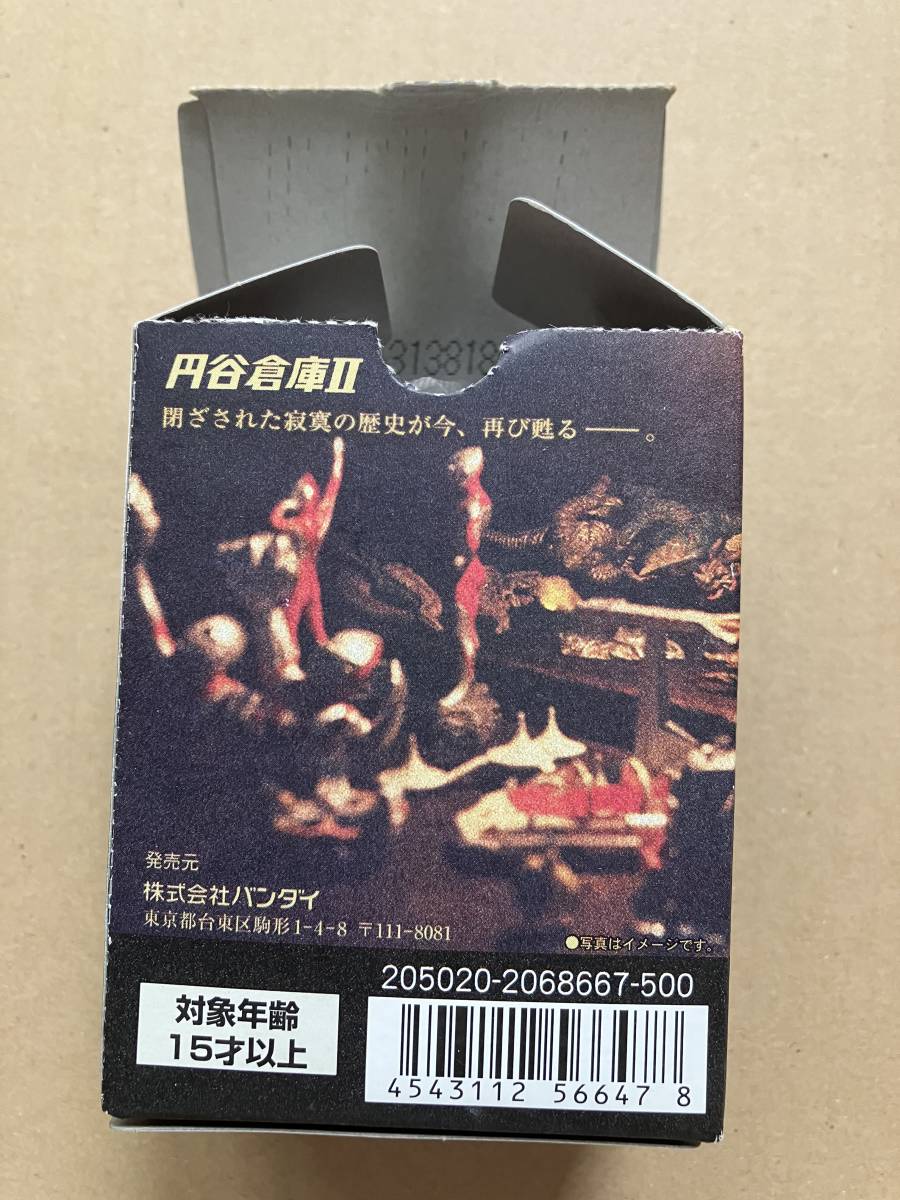 313818
円谷倉庫II
閉ざされた寂寞の歴史が今、再び甦る――。
発売元
株式会社バンダイ
東京都台東区駒形1-4-8 〒111-8081
●写真はイメージです。
205020-2068667-500
対象年齢
15才以上
4543112 56647 8